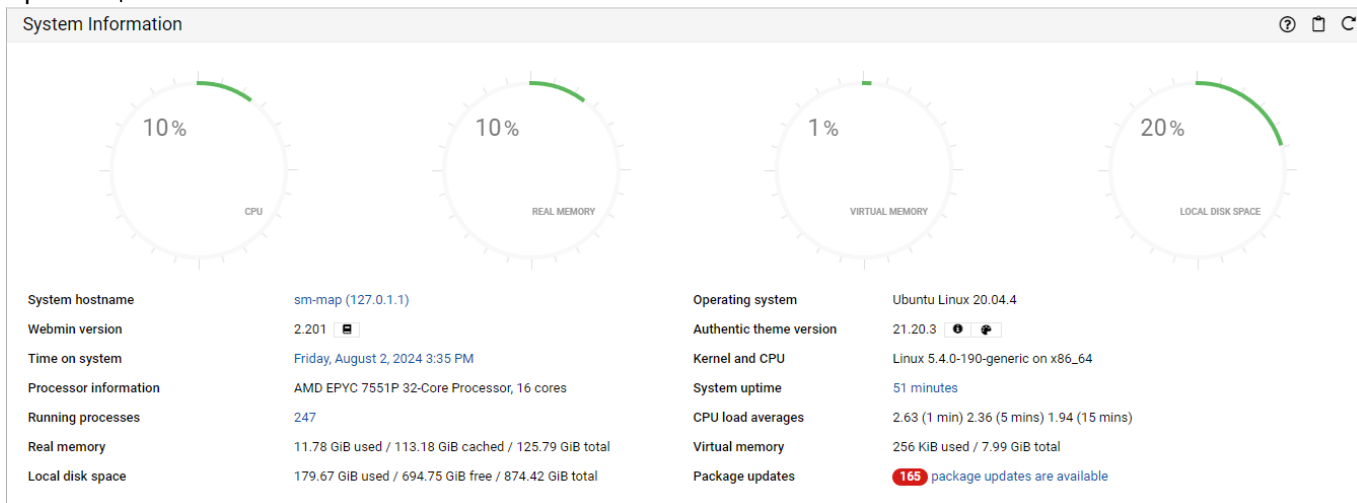 System Information
10%
CPU
10%
REAL MEMORY
1%
VIRTUAL MEMORY
20%
LOCAL DISK SPACE
System hostname sm-map (127.0.1.1) Operating system Ubuntu Linux 20.04.4
Webmin version 2.201 Authentic theme version 21.20.3
Time on system Friday, August 2, 2024 3:35 PM Kernel and CPU Linux 5.4.0-190-generic on x86_64
Processor information AMD EPYC 7551P 32-Core Processor, 16 cores System uptime 51 minutes
Running processes 247 CPU load averages 2.63 (1 min) 2.36 (5 mins) 1.94 (15 mins)
Real memory 11.78 GiB used / 113.18 GiB cached / 125.79 GiB total Virtual memory 256 KiB used / 7.99 GiB total
Local disk space 179.67 GiB used / 694.75 GiB free / 874.42 GiB total Package updates 165 package updates are available